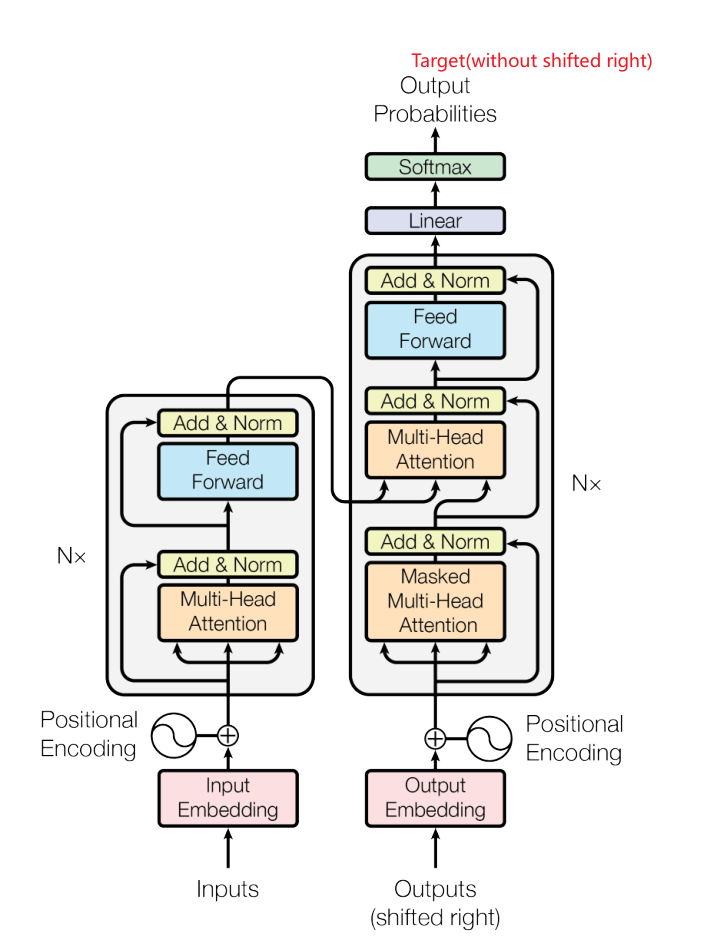 Target(without shifted right)
Output
Probabilities
Softmax
Linear
Add & Norm
Feed
Forward
Add & Norm
Multi-Head
Attention
Nx
Add & Norm
Masked
Multi-Head
Attention
Add & Norm
Feed
Forward
Nx
Add & Norm
Multi-Head
Attention
Positional
Encoding
Positional
Encoding
Input
Embedding
Output
Embedding
Inputs
Outputs
(shifted right)